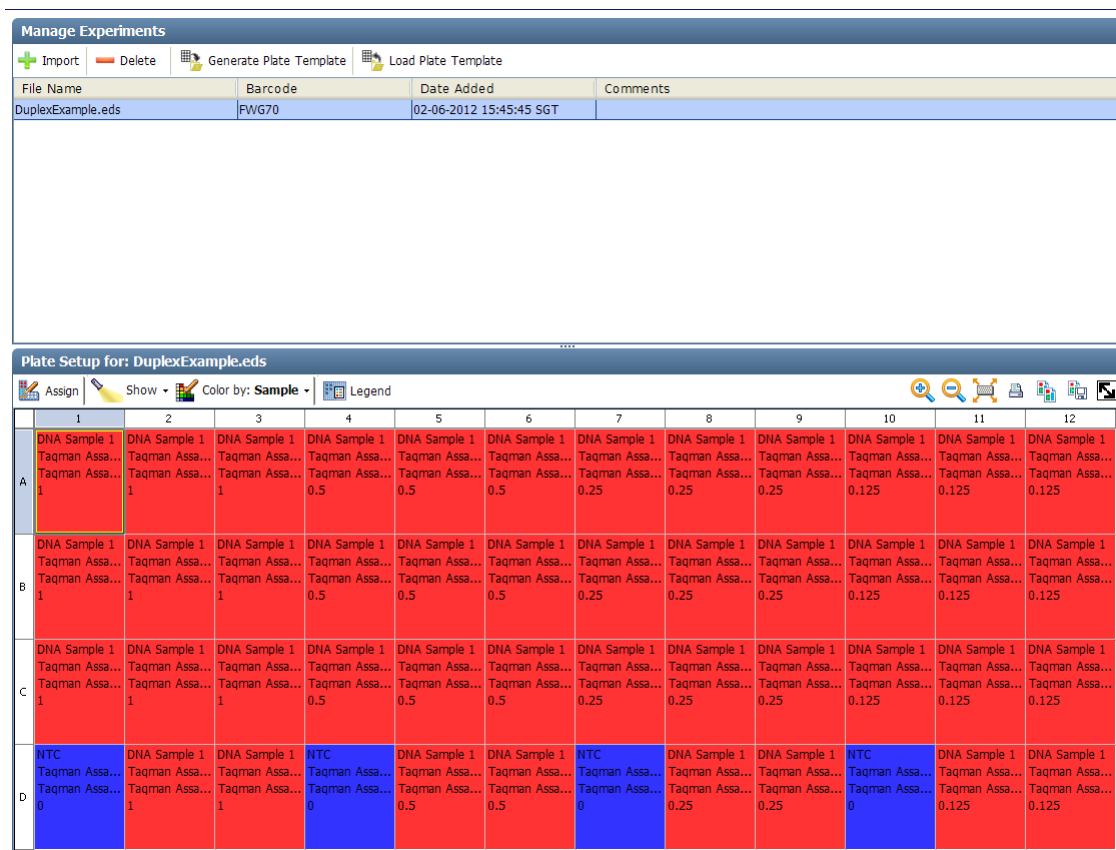 Manage Experiments
Import Delete Generate Plate Template Load Plate Template
File Name Barcode Date Added Comments
DuplexExample.eds FWG70 02-06-2012 15:45:45 SGT
Plate Setup for: DuplexExample.eds
Assign Show Color by: Sample Legend
1 2 3 4 5 6 7 8 9 10 11 12
DNA Sample 1 DNA Sample 1 DNA Sample 1 DNA Sample 1 DNA Sample 1 DNA Sample 1 DNA Sample 1 DNA Sample 1 DNA Sample 1 DNA Sample 1 DNA Sample 1 DNA Sample 1
Taqman Assa... Taqman Assa... Taqman Assa... Taqman Assa... Taqman Assa... Taqman Assa... Taqman Assa... Taqman Assa... Taqman Assa... Taqman Assa... Taqman Assa... Taqman Assa...
Taqman Assa... Taqman Assa... Taqman Assa... Taqman Assa... Taqman Assa... Taqman Assa... Taqman Assa... Taqman Assa... Taqman Assa... Taqman Assa... Taqman Assa... Taqman Assa...
A
1 1 1 0.5 0.5 0.5 0.25 0.25 0.25 0.125 0.125 0.125
DNA Sample 1 DNA Sample 1 DNA Sample 1 DNA Sample 1 DNA Sample 1 DNA Sample 1 DNA Sample 1 DNA Sample 1 DNA Sample 1 DNA Sample 1 DNA Sample 1 DNA Sample 1
Taqman Assa... Taqman Assa... Taqman Assa... Taqman Assa... Taqman Assa... Taqman Assa... Taqman Assa... Taqman Assa... Taqman Assa... Taqman Assa... Taqman Assa... Taqman Assa...
Taqman Assa... Taqman Assa... Taqman Assa... Taqman Assa... Taqman Assa... Taqman Assa... Taqman Assa... Taqman Assa... Taqman Assa... Taqman Assa... Taqman Assa... Taqman Assa...
B
1 1 1 0.5 0.5 0.5 0.25 0.25 0.25 0.125 0.125 0.125
DNA Sample 1 DNA Sample 1 DNA Sample 1 DNA Sample 1 DNA Sample 1 DNA Sample 1 DNA Sample 1 DNA Sample 1 DNA Sample 1 DNA Sample 1 DNA Sample 1 DNA Sample 1
Taqman Assa... Taqman Assa... Taqman Assa... Taqman Assa... Taqman Assa... Taqman Assa... Taqman Assa... Taqman Assa... Taqman Assa... Taqman Assa... Taqman Assa... Taqman Assa...
Taqman Assa... Taqman Assa... Taqman Assa... Taqman Assa... Taqman Assa... Taqman Assa... Taqman Assa... Taqman Assa... Taqman Assa... Taqman Assa... Taqman Assa... Taqman Assa...
C
1 1 1 0.5 0.5 0.5 0.25 0.25 0.25 0.125 0.125 0.125
NTC DNA Sample 1 DNA Sample 1 NTC DNA Sample 1 DNA Sample 1 NTC DNA Sample 1 DNA Sample 1 NTC DNA Sample 1 DNA Sample 1
Taqman Assa... Taqman Assa... Taqman Assa... Taqman Assa... Taqman Assa... Taqman Assa... Taqman Assa... Taqman Assa... Taqman Assa... Taqman Assa... Taqman Assa... Taqman Assa...
Taqman Assa... Taqman Assa... Taqman Assa... Taqman Assa... Taqman Assa... Taqman Assa... Taqman Assa... Taqman Assa... Taqman Assa... Taqman Assa... Taqman Assa... Taqman Assa...
D
0 1 1 0 0.5 0.5 0 0.25 0.25 0 0.125 0.125